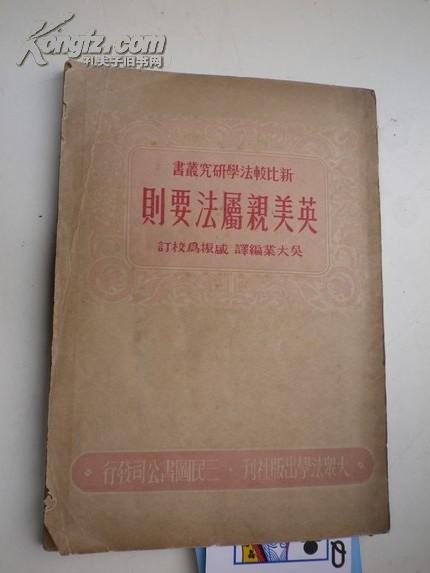 Kongfz.com
孔夫子旧书网
新比較法學研究叢書
英美親屬法要則
吳大業編譯 盛振爲校訂
大眾法學出版社刊·三民圖書公司發行